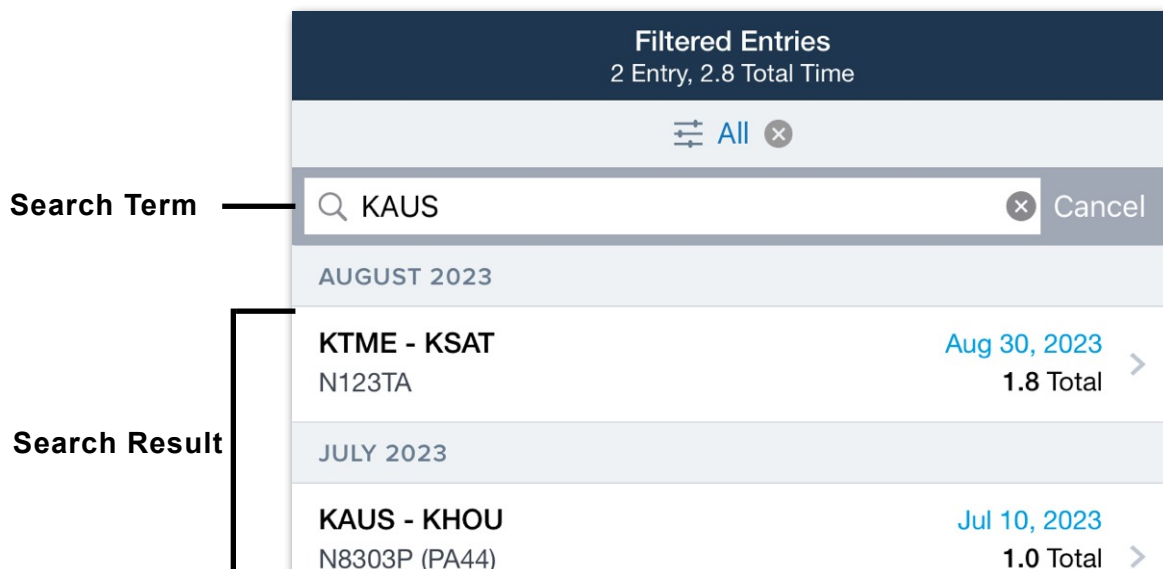 Filtered Entries
2 Entry, 2.8 Total Time
All
Search Term
KAUS Cancel
AUGUST 2023
KTME - KSAT Aug 30, 2023
N123TA 1.8 Total
Search Result
JULY 2023
KAUS - KHOU Jul 10, 2023
N8303P (PA44) 1.0 Total